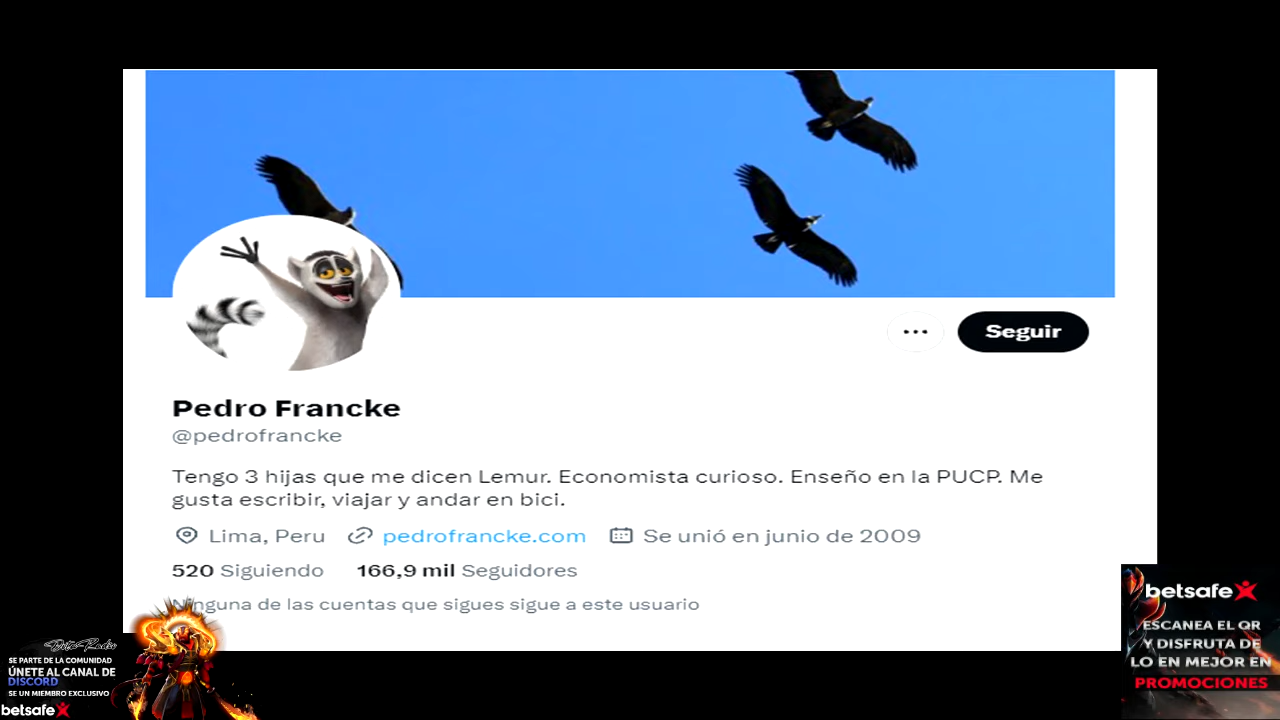 Seguir
Pedro Francke
@pedrofrancke
Tengo 3 hijas que me dicen Lemur. Economista curioso. Enseño en la PUCP. Me
gusta escribir, viajar y andar en bici.
Lima, Peru pedrofrancke.com Se unió en junio de 2009
520 Siguiendo 166,9 mil Seguidores
Ninguna de las cuentas que sigues sigue a este usuario
SE PARTE DE LA COMUNIDAD
ÚNETE AL CANAL DE
DISCORD
SE UN MIEMBRO EXCLUSIVO
betsafe
betsafe
ESCANEA EL QR
Y DISFRUTA DE
LO EN MEJOR EN
PROMOCIONES